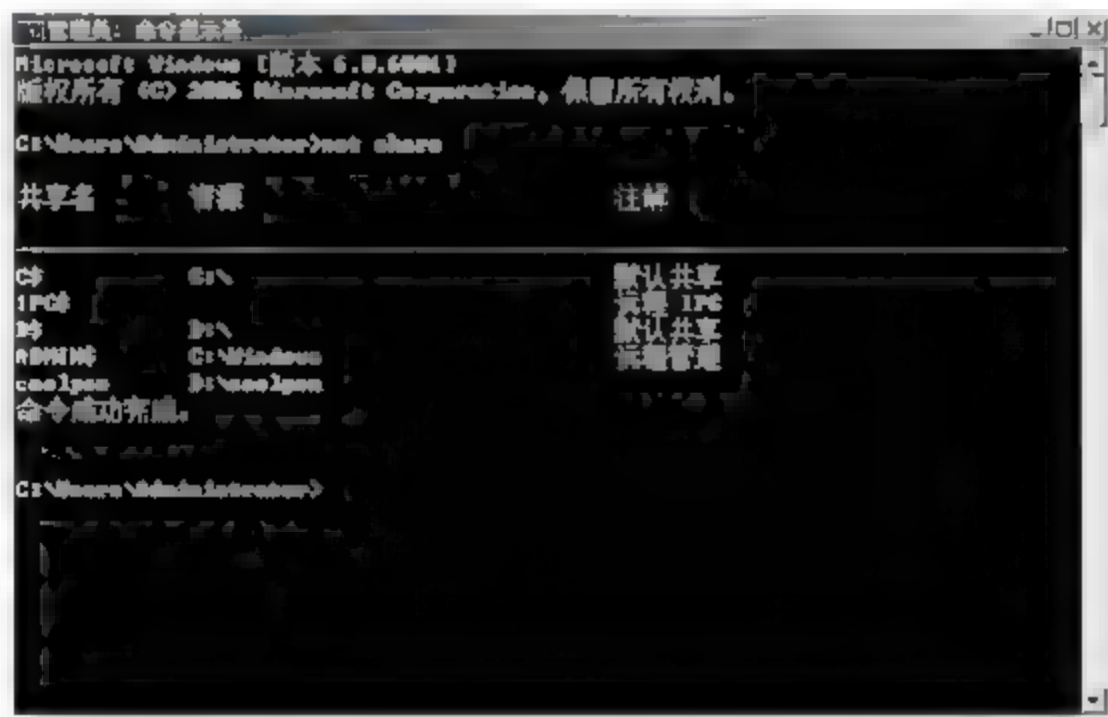 管理员: 命令提示符
Microsoft Windows [版本 6.0.6001]
版权所有 (C) 2006 Microsoft Corporation。保留所有权利。
C:\Users\Administrator>net share
共享名 资源 注解
C$ C:\ 默认共享
IPC$ 远程 IPC
D$ D:\ 默认共享
ADMIN$ C:\Windows 远程管理
coolpen D:\coolpen
命令成功完成。
C:\Users\Administrator>